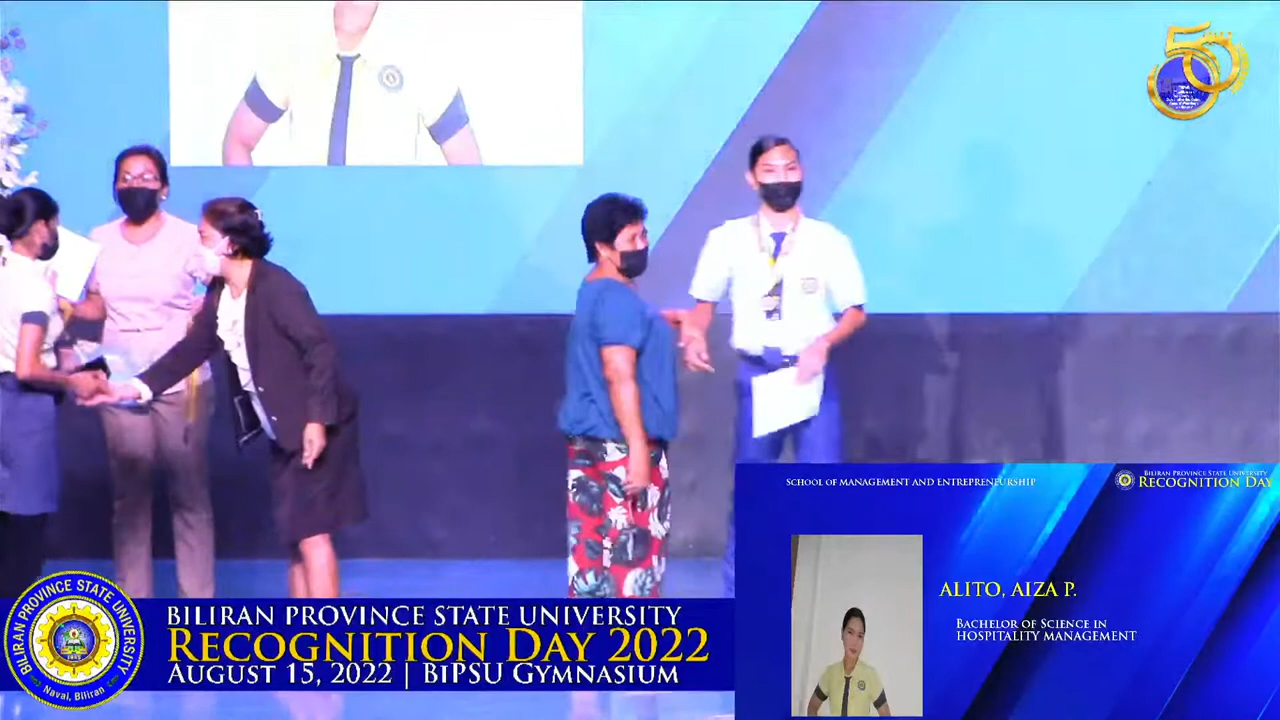 50
SCHOOL OF MANAGEMENT AND ENTREPRENEURSHIP
BILIRAN PROVINCE STATE UNIVERSITY
RECOGNITION DAY
ALITO, AIZA P.
BACHELOR OF SCIENCE IN
HOSPITALITY MANAGEMENT
BILIRAN PROVINCE STATE UNIVERSITY
Naval, Biliran
BILIRAN PROVINCE STATE UNIVERSITY
RECOGNITION DAY 2022
AUGUST 15, 2022 | BIPSU GYMNASIUM